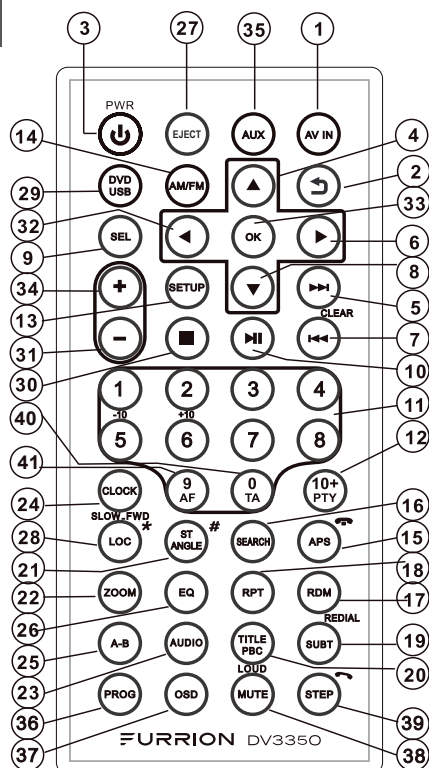 3
27
35
1
PWR
EJECT
AUX
AV IN
14
4
DVD
USB
AM/FM
2
29
33
32
SEL
OK
6
9
8
34
+
SETUP
5
13
CLEAR
7
31
−
10
30
1
2
3
4
40
-10
+10
11
5
6
7
8
12
41
9
AF
0
TA
10+
PTY
24
CLOCK
16
SLOW-FWD
*
#
28
LOC
ST
ANGLE
SEARCH
APS
15
21
18
22
ZOOM
EQ
RPT
RDM
17
26
REDIAL
25
A-B
AUDIO
TITLE
PBC
SUBT
19
23
LOUD
20
36
PROG
OSD
MUTE
STEP
39
37
FURRION DV3350
38